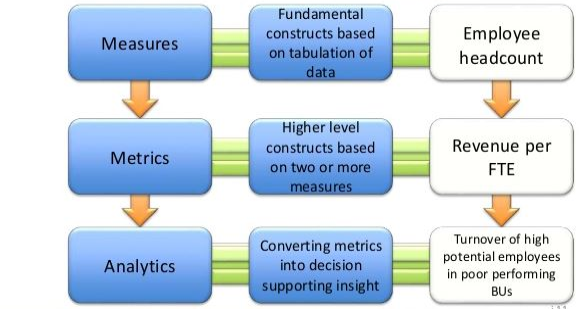 Measures
Fundamental
constructs based
on tabulation of
data
Employee
headcount
Metrics
Higher level
constructs based
on two or more
measures
Revenue per
FTE
Analytics
Converting metrics
into decision
supporting insight
Turnover of high
potential employees
in poor performing
BUs